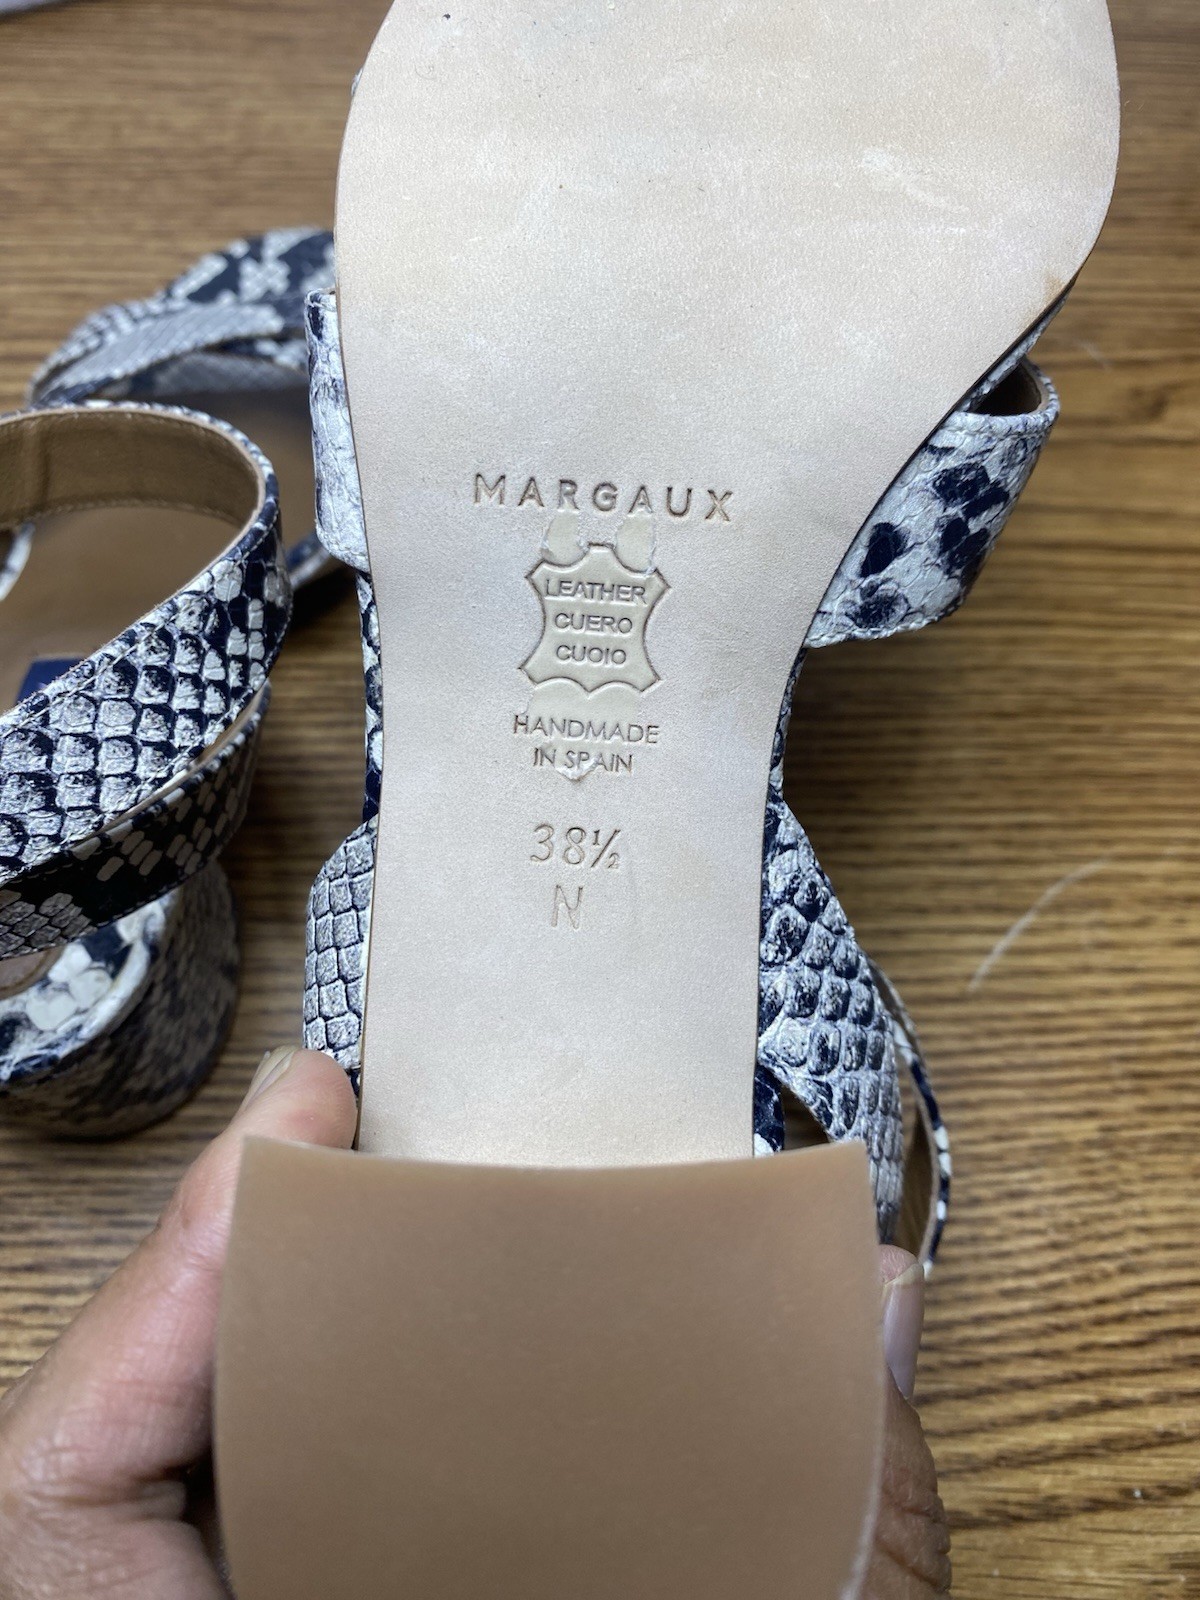 MARGAUX
LEATHER
CUERO
CUOIO
HANDMADE
IN SPAIN
38½
N